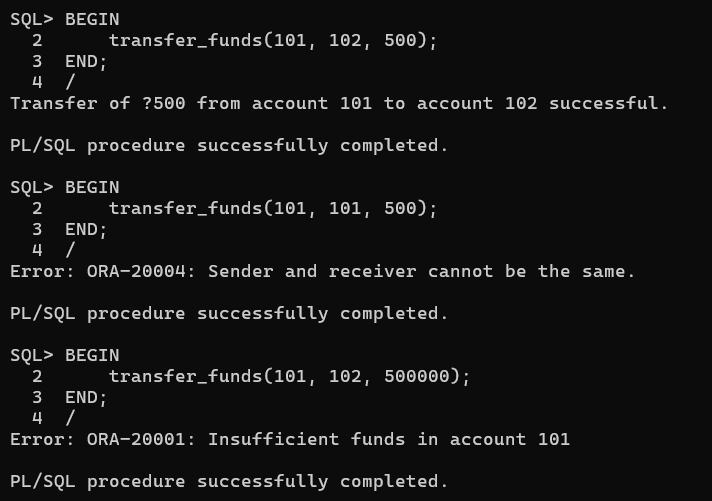 SQL> BEGIN
  2      transfer_funds(101, 102, 500);
  3  END;
  4  /
Transfer of ?500 from account 101 to account 102 successful.

PL/SQL procedure successfully completed.

SQL> BEGIN
  2      transfer_funds(101, 101, 500);
  3  END;
  4  /
Error: ORA-20004: Sender and receiver cannot be the same.

PL/SQL procedure successfully completed.

SQL> BEGIN
  2      transfer_funds(101, 102, 500000);
  3  END;
  4  /
Error: ORA-20001: Insufficient funds in account 101

PL/SQL procedure successfully completed.